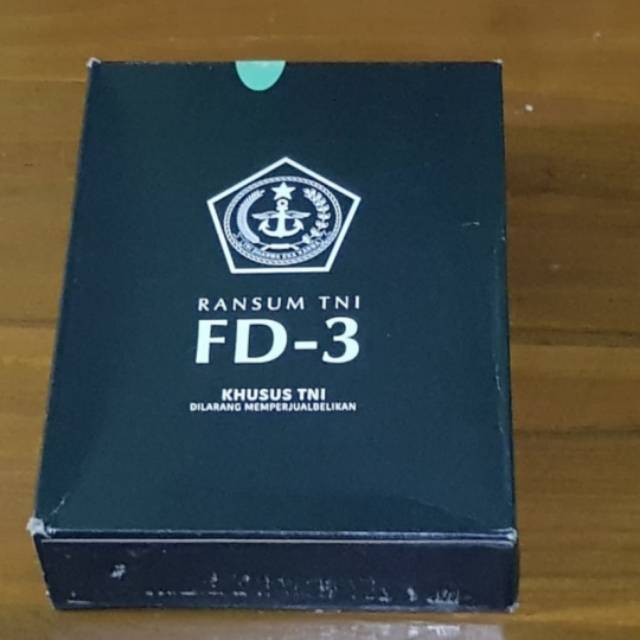 RANSUM TNI
FD-3
KHUSUS TNI
DILARANG MEMPERJUALBELIKAN